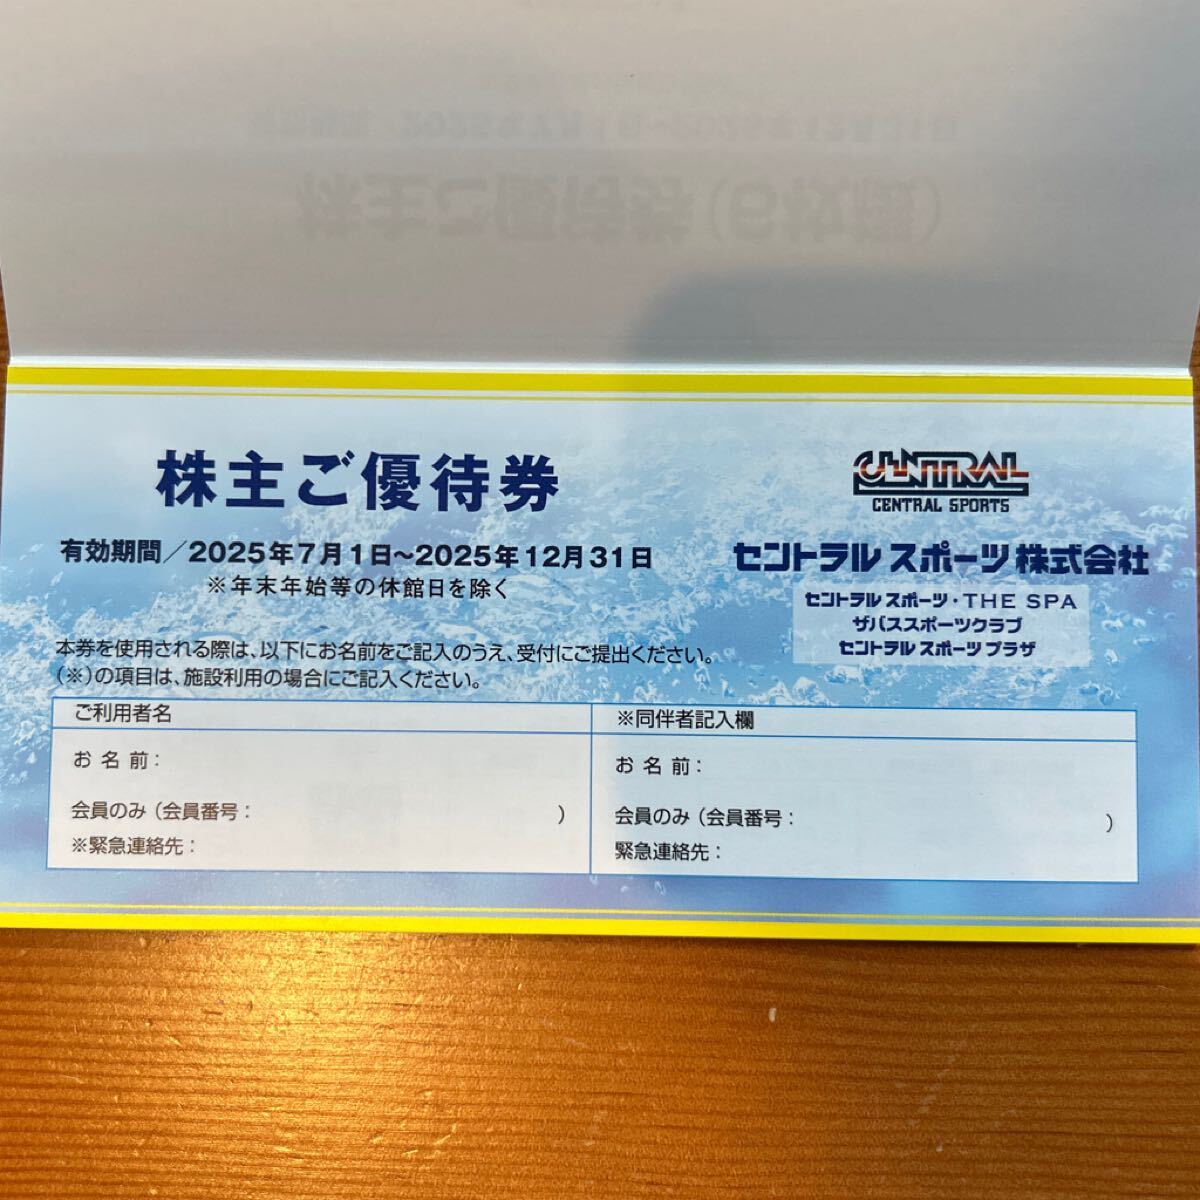 株主ご優待券
有効期間／2025年7月1日～2025年12月31日
※年末年始等の休館日を除く
CENTRAL
CENTRAL SPORTS
セントラルスポーツ株式会社
セントラルスポーツ・THE SPA
ザバススポーツクラブ
セントラルスポーツプラザ
本券を使用される際は、以下にお名前をご記入のうえ、受付にご提出ください。
（※）の項目は、施設利用の場合にご記入ください。
ご利用者名
お 名 前：
会員のみ（会員番号： ）
※緊急連絡先：
※同伴者記入欄
お 名 前：
会員のみ（会員番号： ）
緊急連絡先：